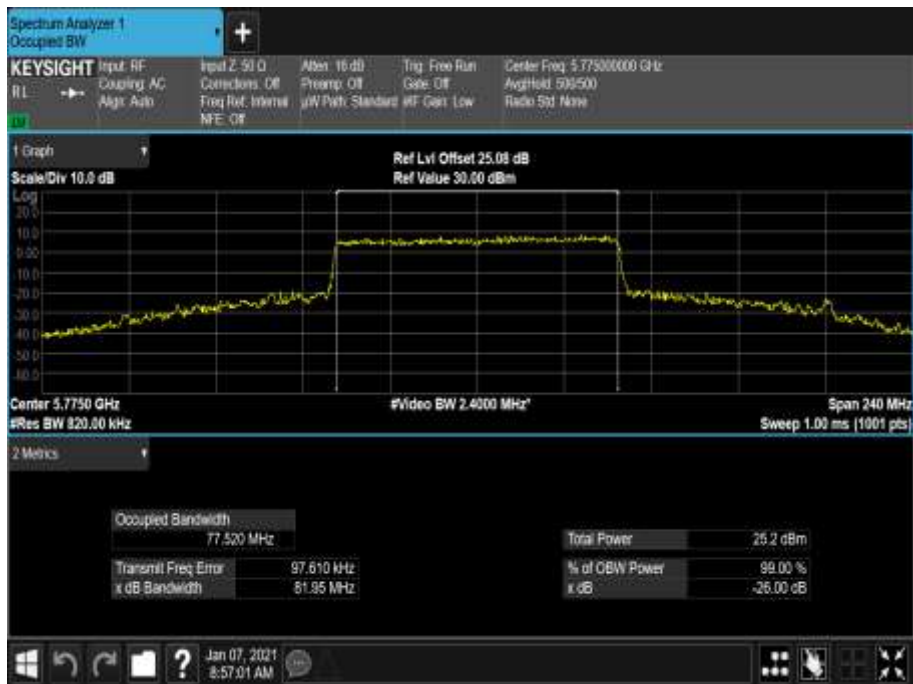 Spectrum Analyzer 1
Occupied BW
+
KEYSIGHT
RL
Input: RF
Coupling: AC
Align: Auto
Input Z: 50 Ω
Corrections: Off
Freq Ref: Internal
NFE: Off
Atten: 16 dB
Preamp: Off
µW Path: Standard
Trig: Free Run
Gate: Off
#IF Gain: Low
Center Freq: 5.775000000 GHz
Avg|Hold: 500/500
Radio Std: None
1 Graph
Scale/Div 10.0 dB
Ref Lvl Offset 25.08 dB
Ref Value 30.00 dBm
Log
20.0
10.0
0.00
-10.0
-20.0
-30.0
-40.0
-50.0
-60.0
Center 5.7750 GHz
#Video BW 2.4000 MHz*
Span 240 MHz
#Res BW 820.00 kHz
Sweep 1.00 ms (1001 pts)
2 Metrics
Occupied Bandwidth
77.520 MHz
Total Power 25.2 dBm
Transmit Freq Error 97.610 kHz
% of OBW Power 99.00 %
x dB Bandwidth 81.95 MHz
x dB -26.00 dB
?
Jan 07, 2021
8:57:01 AM